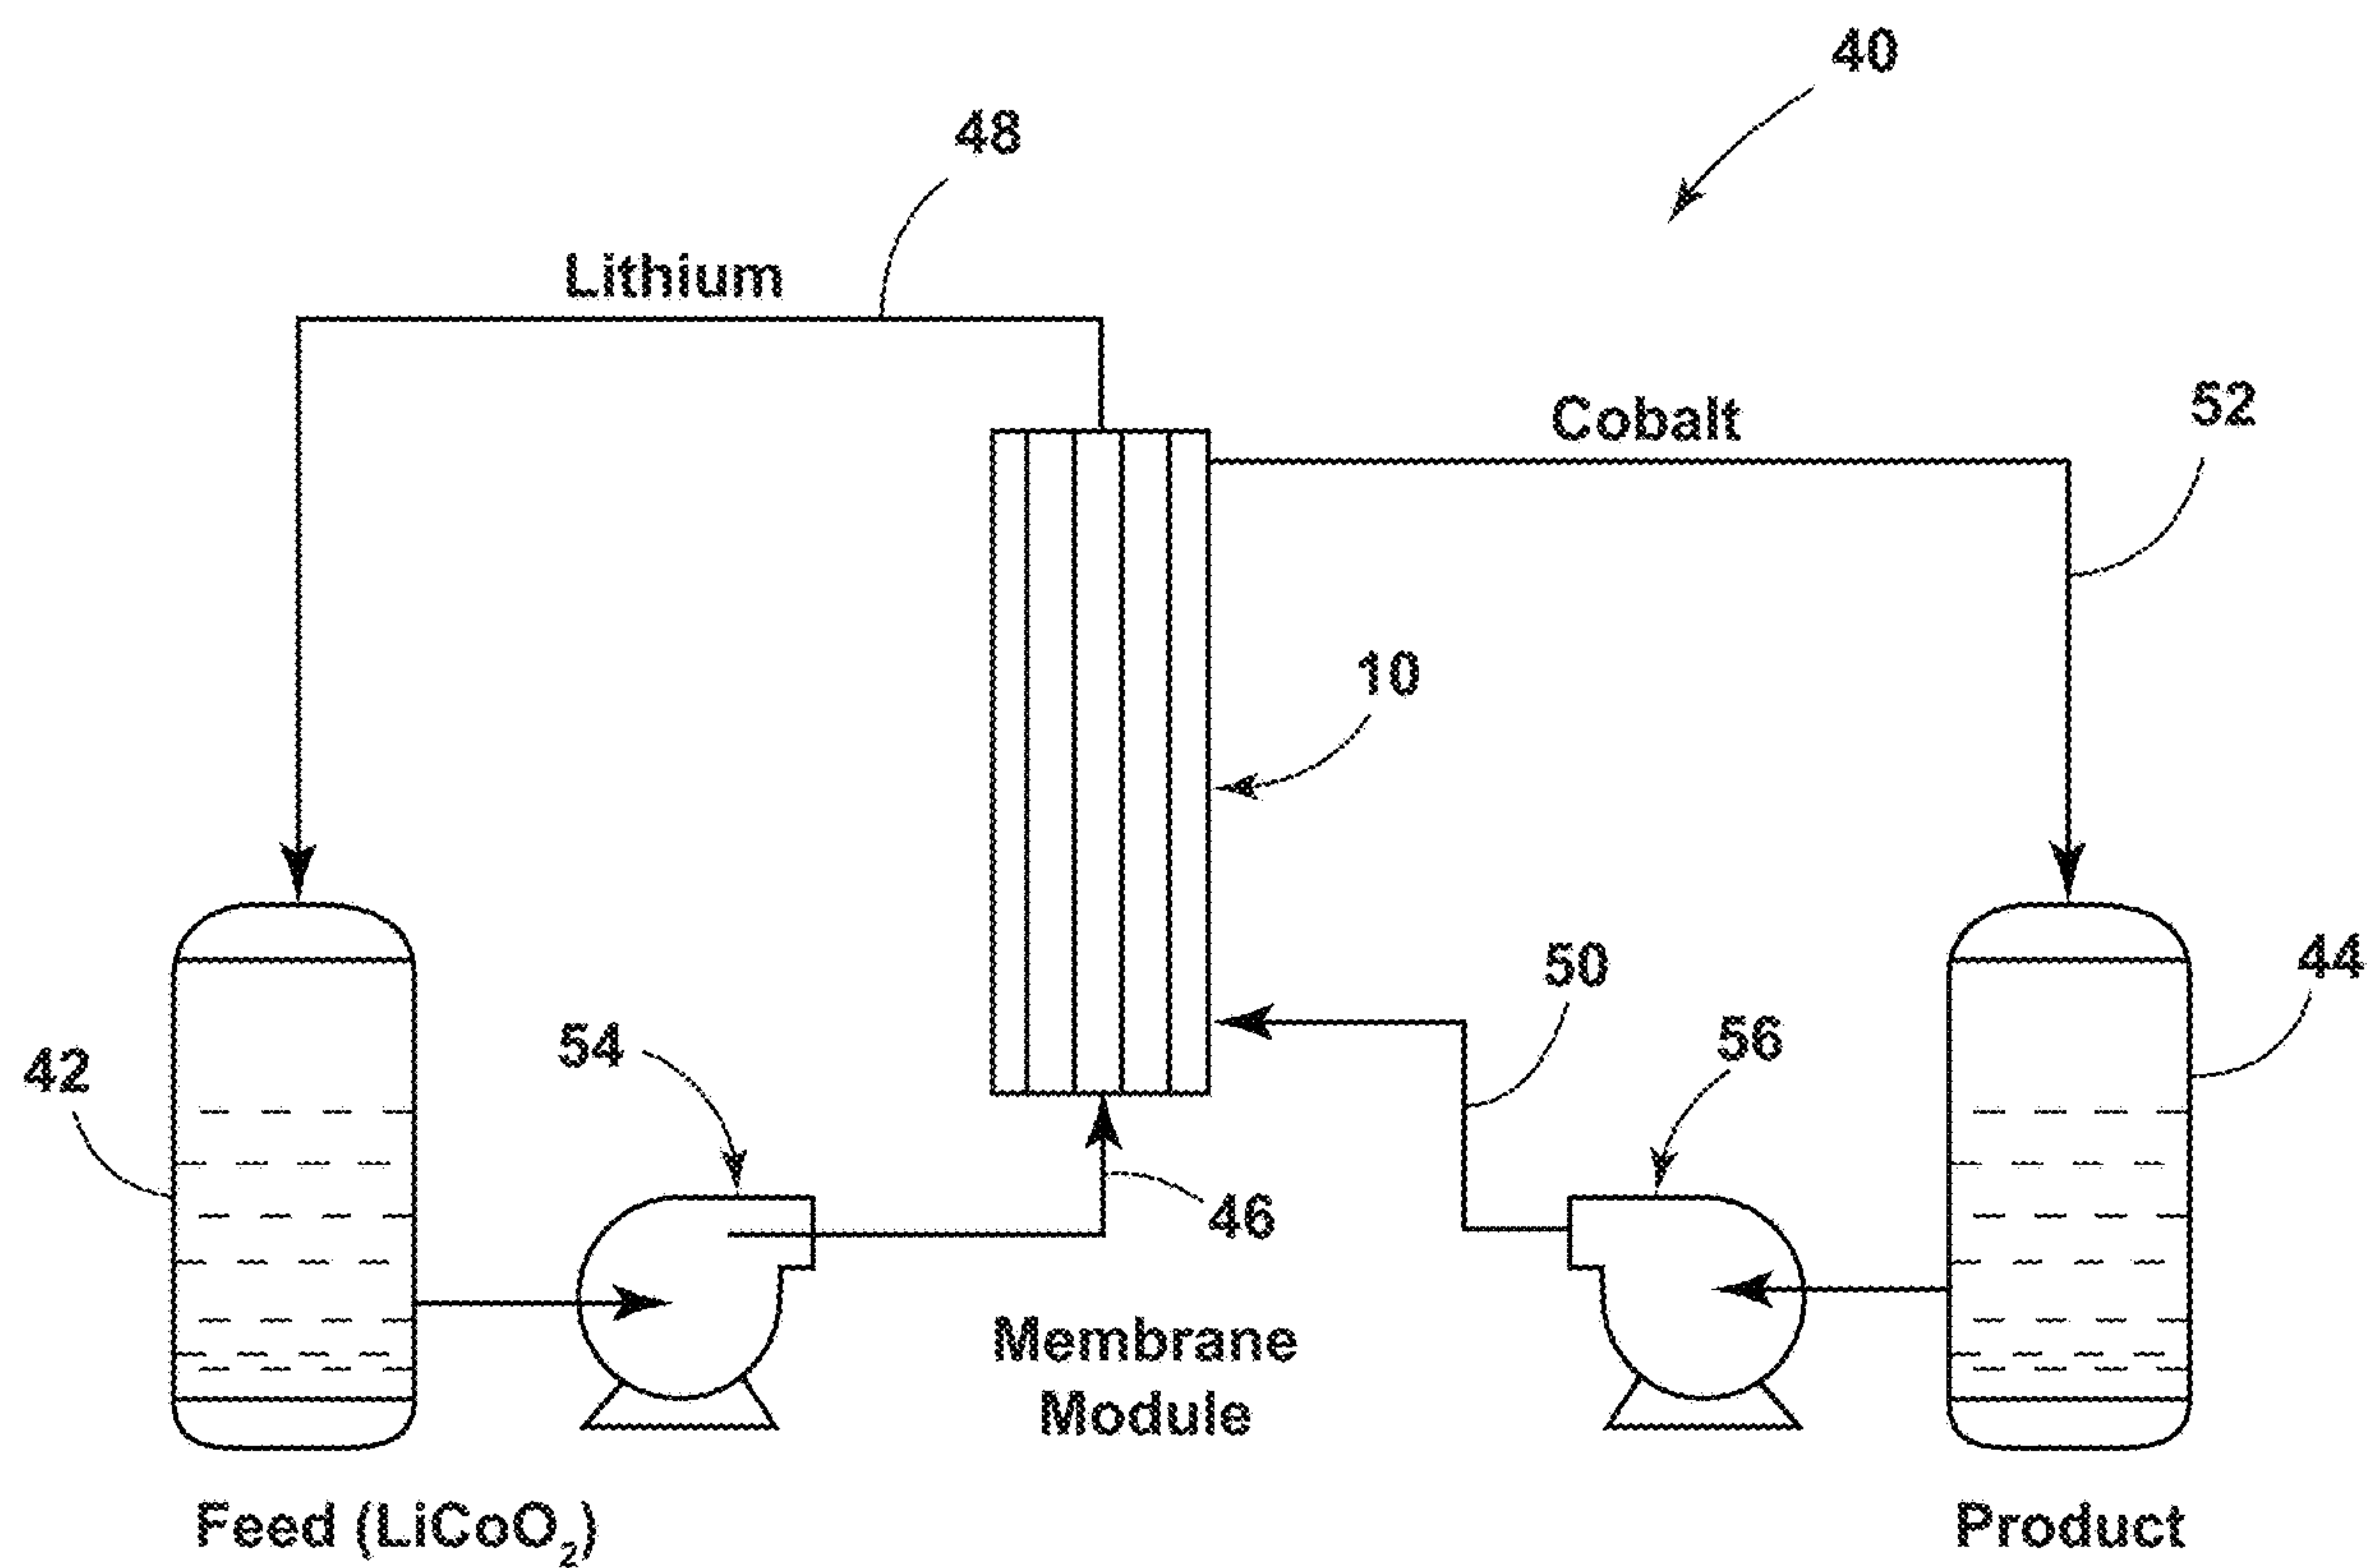 40
48
Lithium
Cobalt
52
10
50
44
54
56
42
46
Membrane
Module
Feed (LiCoO₂)
Product